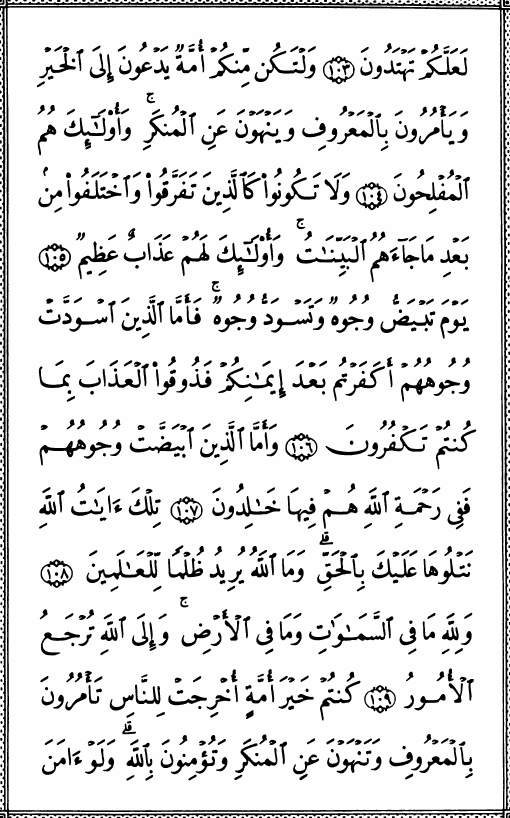 لَعَلَّكُمْ تَهْتَدُونَ ١٠٣ وَلْتَكُن مِّنكُمْ أُمَّةٌ يَدْعُونَ إِلَى ٱلْخَيْرِ
وَيَأْمُرُونَ بِٱلْمَعْرُوفِ وَيَنْهَوْنَ عَنِ ٱلْمُنكَرِ ۚ وَأُو۟لَـٰٓئِكَ هُمُ
ٱلْمُفْلِحُونَ ١٠٤ وَلَا تَكُونُوا۟ كَٱلَّذِينَ تَفَرَّقُوا۟ وَٱخْتَلَفُوا۟ مِنۢ
بَعْدِ مَا جَآءَهُمُ ٱلْبَيِّنَـٰتُ ۚ وَأُو۟لَـٰٓئِكَ لَهُمْ عَذَابٌ عَظِيمٌ ١٠٥
يَوْمَ تَبْيَضُّ وُجُوهٌ وَتَسْوَدُّ وُجُوهٌ ۚ فَأَمَّا ٱلَّذِينَ ٱسْوَدَّتْ
وُجُوهُهُمْ أَكَفَرْتُم بَعْدَ إِيمَـٰنِكُمْ فَذُوقُوا۟ ٱلْعَذَابَ بِمَا
كُنتُمْ تَكْفُرُونَ ١٠٦ وَأَمَّا ٱلَّذِينَ ٱبْيَضَّتْ وُجُوهُهُمْ
فَفِى رَحْمَةِ ٱللَّهِ هُمْ فِيهَا خَـٰلِدُونَ ١٠٧ تِلْكَ ءَايَـٰتُ ٱللَّهِ
نَتْلُوهَا عَلَيْكَ بِٱلْحَقِّ ۗ وَمَا ٱللَّهُ يُرِيدُ ظُلْمًا لِّلْعَـٰلَمِينَ ١٠٨
وَلِلَّهِ مَا فِى ٱلسَّمَـٰوَٰتِ وَمَا فِى ٱلْأَرْضِ ۚ وَإِلَى ٱللَّهِ تُرْجَعُ
ٱلْأُمُورُ ١٠٩ كُنتُمْ خَيْرَ أُمَّةٍ أُخْرِجَتْ لِلنَّاسِ تَأْمُرُونَ
بِٱلْمَعْرُوفِ وَتَنْهَوْنَ عَنِ ٱلْمُنكَرِ وَتُؤْمِنُونَ بِٱللَّهِ ۗ وَلَوْ ءَامَنَ